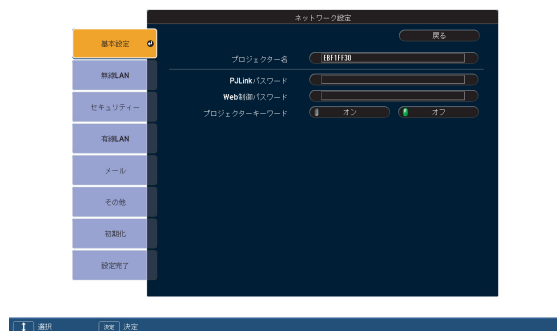 ネットワーク設定
戻る
基本設定
無線LAN
セキュリティー
有線LAN
メール
その他
初期化
設定完了
プロジェクター名 EBF1FF3D
PJLinkパスワード
Web制御パスワード
プロジェクターキーワード オン オフ
選択 決定 決定